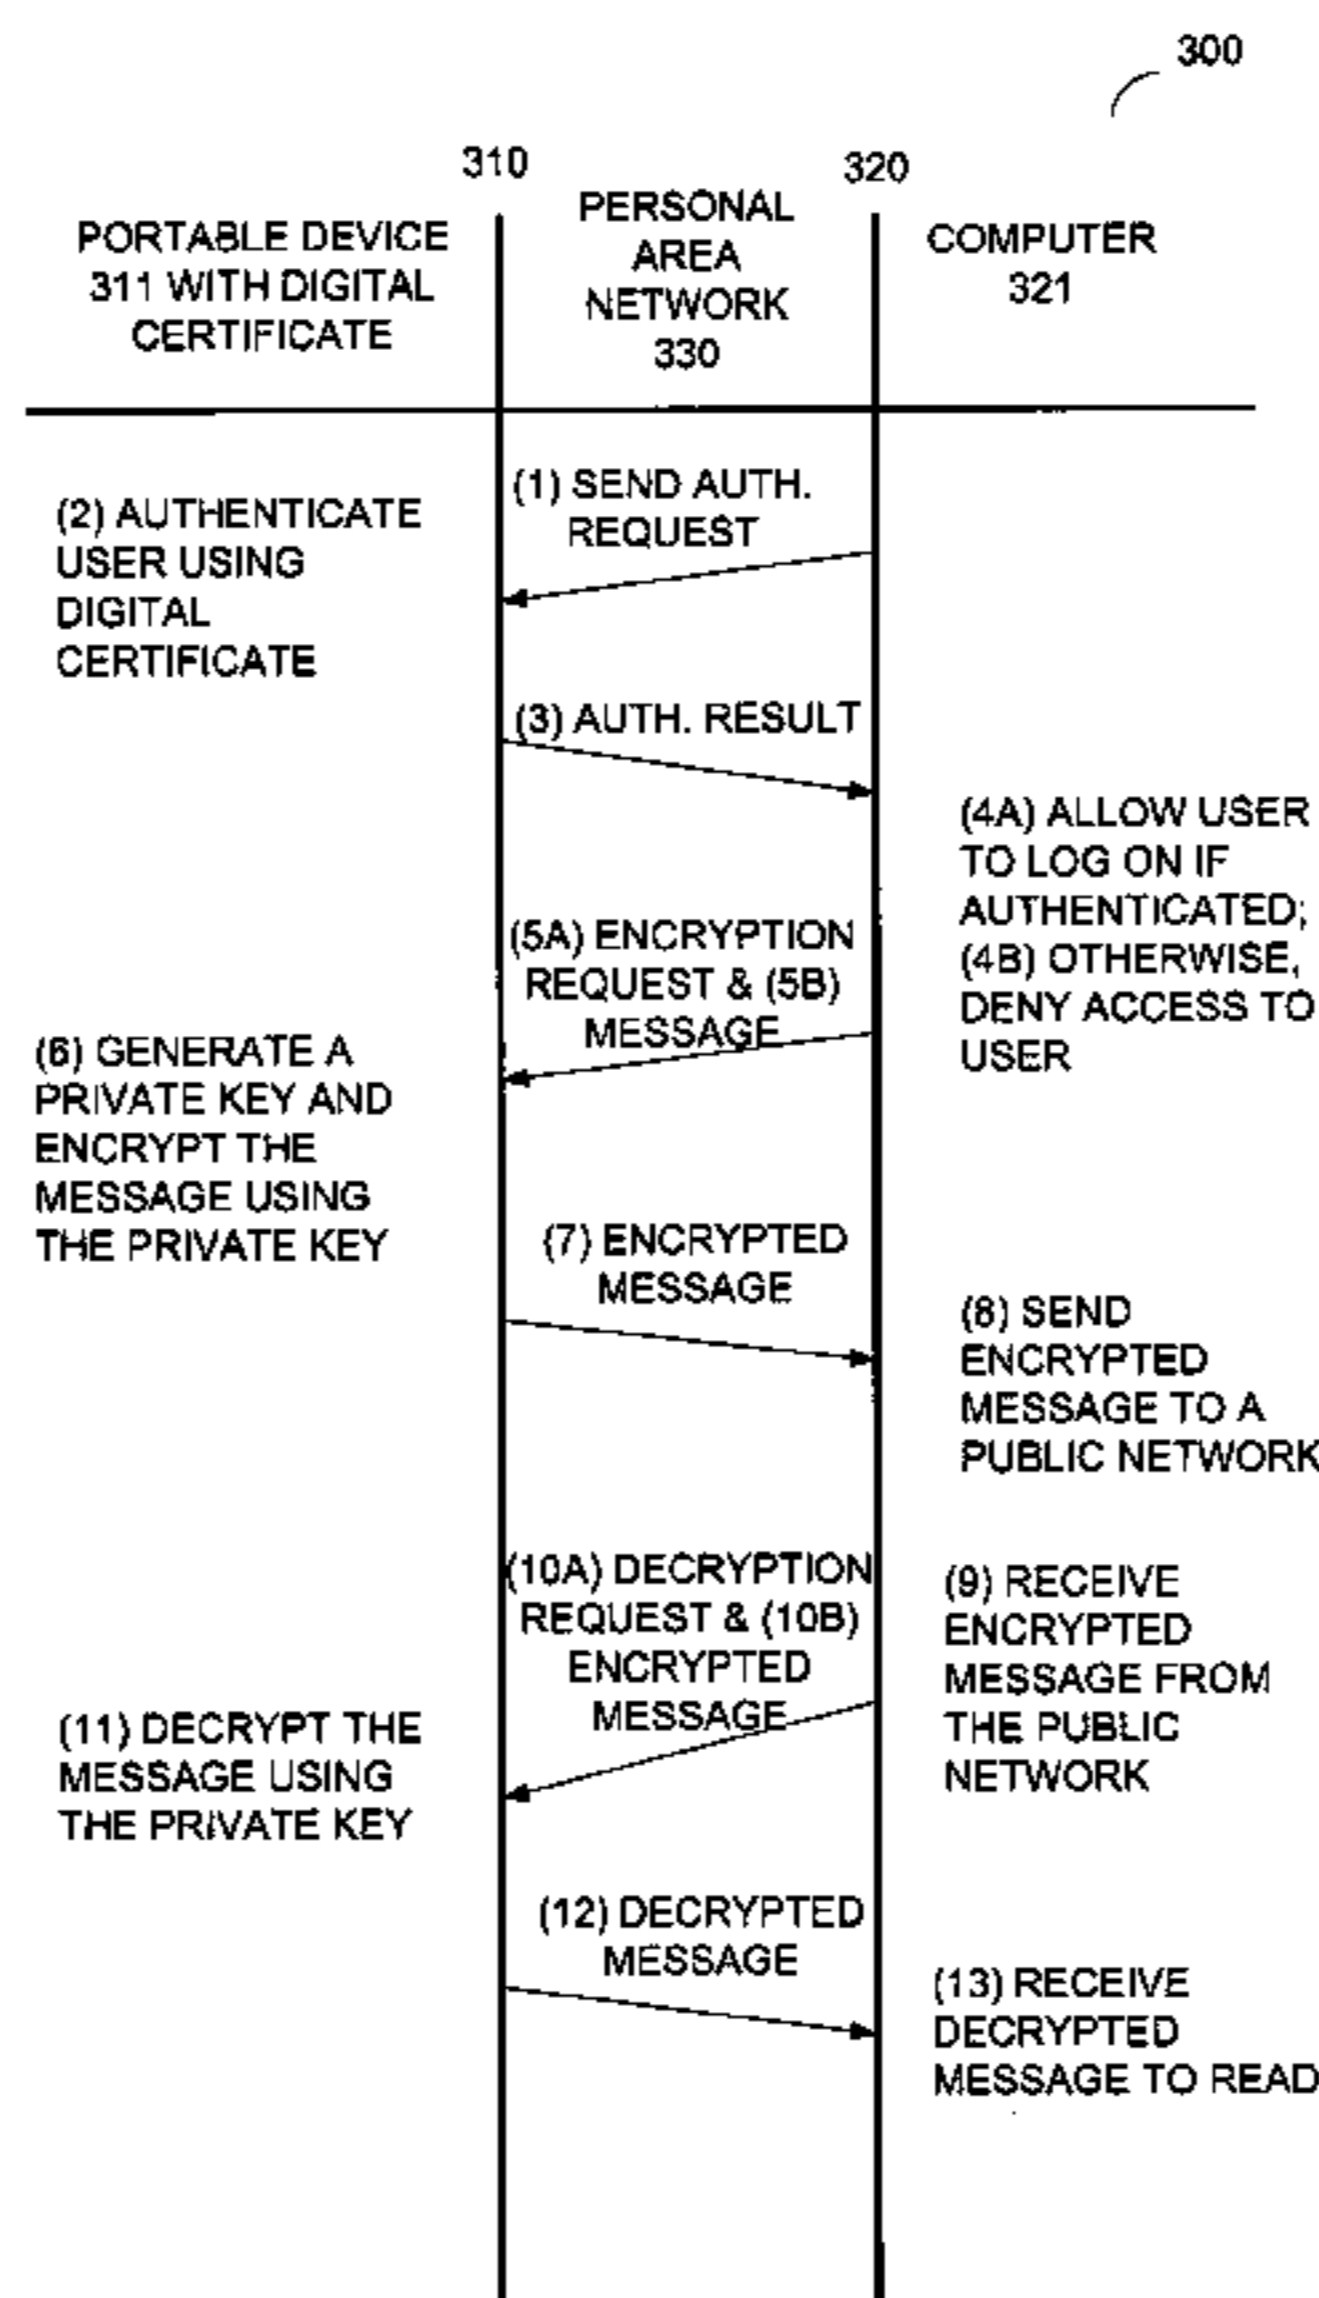 300
310
320
PORTABLE DEVICE
311 WITH DIGITAL
CERTIFICATE
PERSONAL
AREA
NETWORK
330
COMPUTER
321
(1) SEND AUTH.
REQUEST
(2) AUTHENTICATE
USER USING
DIGITAL
CERTIFICATE
(3) AUTH. RESULT
(4A) ALLOW USER
TO LOG ON IF
AUTHENTICATED;
(4B) OTHERWISE,
DENY ACCESS TO
USER
(5A) ENCRYPTION
REQUEST & (5B)
MESSAGE
(6) GENERATE A
PRIVATE KEY AND
ENCRYPT THE
MESSAGE USING
THE PRIVATE KEY
(7) ENCRYPTED
MESSAGE
(8) SEND
ENCRYPTED
MESSAGE TO A
PUBLIC NETWORK
(9) RECEIVE
ENCRYPTED
MESSAGE FROM
THE PUBLIC
NETWORK
(10A) DECRYPTION
REQUEST & (10B)
ENCRYPTED
MESSAGE
(11) DECRYPT THE
MESSAGE USING
THE PRIVATE KEY
(12) DECRYPTED
MESSAGE
(13) RECEIVE
DECRYPTED
MESSAGE TO READ